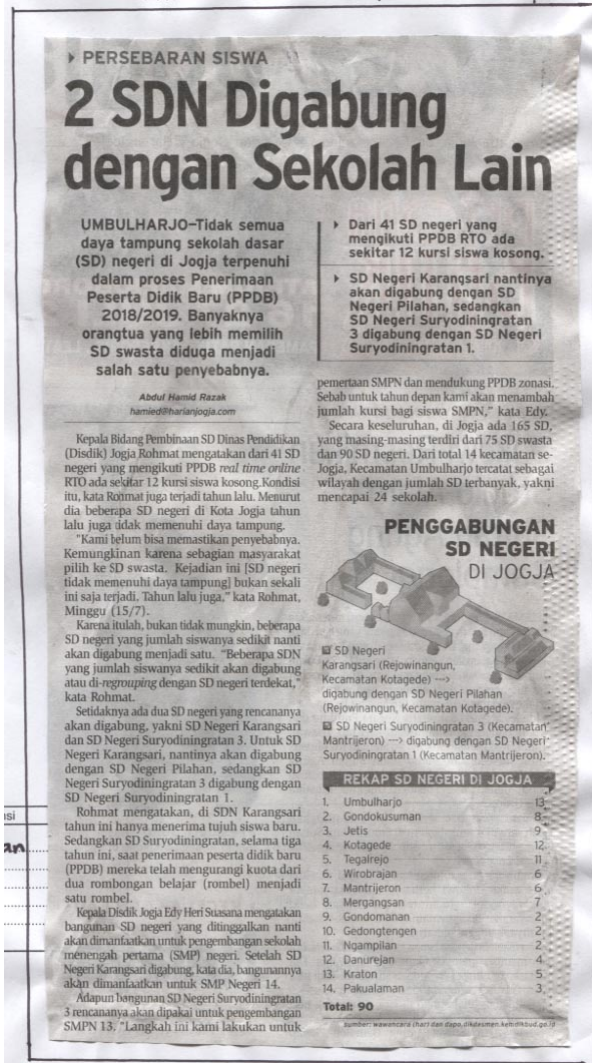 PERSEBARAN SISWA
2 SDN Digabung
dengan Sekolah Lain
UMBULHARJO–Tidak semua
daya tampung sekolah dasar
(SD) negeri di Jogja terpenuhi
dalam proses Penerimaan
Peserta Didik Baru (PPDB)
2018/2019. Banyaknya
orangtua yang lebih memilih
SD swasta diduga menjadi
salah satu penyebabnya.
Abdul Hamid Razak
hamied@harianjogja.com
Dari 41 SD negeri yang
mengikuti PPDB RTO ada
sekitar 12 kursi siswa kosong.
SD Negeri Karangsari nantinya
akan digabung dengan SD
Negeri Pilahan, sedangkan
SD Negeri Suryodiningratan
3 digabung dengan SD Negeri
Suryodiningratan 1.
Kepala Bidang Pembinaan SD Dinas Pendidikan
(Disdik) Jogja Rohmat mengatakan dari 41 SD
negeri yang mengikuti PPDB real time online
RTO ada sekitar 12 kursi siswa kosong. Kondisi
itu, kata Rohmat juga terjadi tahun lalu. Menurut
dia beberapa SD negeri di Kota Jogja tahun
lalu juga tidak memenuhi daya tampung.
"Kami belum bisa memastikan penyebabnya.
Kemungkinan karena sebagian masyarakat
pilih ke SD swasta. Kejadian ini [SD negeri
tidak memenuhi daya tampung] bukan sekali
ini saja terjadi. Tahun lalu juga," kata Rohmat,
Minggu (15/7).
Karena itulah, bukan tidak mungkin, beberapa
SD negeri yang jumlah siswanya sedikit nanti
akan digabung menjadi satu. "Beberapa SDN
yang jumlah siswanya sedikit akan digabung
atau di-regrouping dengan SD negeri terdekat,"
kata Rohmat.
Setidaknya ada dua SD negeri yang rencananya
akan digabung, yakni SD Negeri Karangsari
dan SD Negeri Suryodiningratan 3. Untuk SD
Negeri Karangsari, nantinya akan digabung
dengan SD Negeri Pilahan, sedangkan SD
Negeri Suryodiningratan 3 digabung dengan
SD Negeri Suryodiningratan 1.
Rohmat mengatakan, di SDN Karangsari
tahun ini hanya menerima tujuh siswa baru.
Sedangkan SD Suryodiningratan, selama tiga
tahun ini, saat penerimaan peserta didik baru
(PPDB) mereka telah mengurangi kuota dari
dua rombongan belajar (rombel) menjadi
satu rombel.
Kepala Disdik Jogja Edy Heri Suasana mengatakan
bangunan SD negeri yang ditinggalkan nanti
akan dimanfaatkan untuk pengembangan sekolah
menengah pertama (SMP) negeri. Setelah SD
Negeri Karangsari digabung, kata dia, bangunannya
akan dimanfaatkan untuk SMP Negeri 14.
Adapun bangunan SD Negeri Suryodiningratan
3 rencananya akan dipakai untuk pengembangan
SMPN 13. "Langkah ini kami lakukan untuk
pemertaan SMPN dan mendukung PPDB zonasi.
Sebab untuk tahun depan kami akan menambah
jumlah kursi bagi siswa SMPN," kata Edy.
Secara keseluruhan, di Jogja ada 165 SD,
yang masing-masing terdiri dari 75 SD swasta
dan 90 SD negeri. Dari total 14 kecamatan se-
Jogja, Kecamatan Umbulharjo tercatat sebagai
wilayah dengan jumlah SD terbanyak, yakni
mencapai 24 sekolah.
PENGGABUNGAN
SD NEGERI
DI JOGJA
SD Negeri
Karangsari (Rejowinangun,
Kecamatan Kotagede) --->
digabung dengan SD Negeri Pilahan
(Rejowinangun, Kecamatan Kotagede).
SD Negeri Suryodiningratan 3 (Kecamatan
Mantrijeron) ---> digabung dengan SD Negeri
Suryodiningratan 1 (Kecamatan Mantrijeron).
REKAP SD NEGERI DI JOGJA
1. Umbulharjo 13
2. Gondokusuman 8
3. Jetis 9
4. Kotagede 12
5. Tegalrejo 11
6. Wirobrajan 6
7. Mantrijeron 6
8. Mergangsan 7
9. Gondomanan 2
10. Gedongtengen 2
11. Ngampilan 2
12. Danurejan 4
13. Kraton 5
14. Pakualaman 3
Total: 90
sumber: wawancara (hari dan dapo.dikdasmen.kemdikbud.go.id
si
an